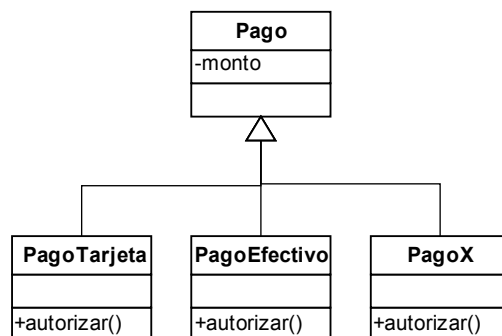 Pago
-monto
PagoTarjeta
PagoEfectivo
PagoX
+autorizar()
+autorizar()
+autorizar()